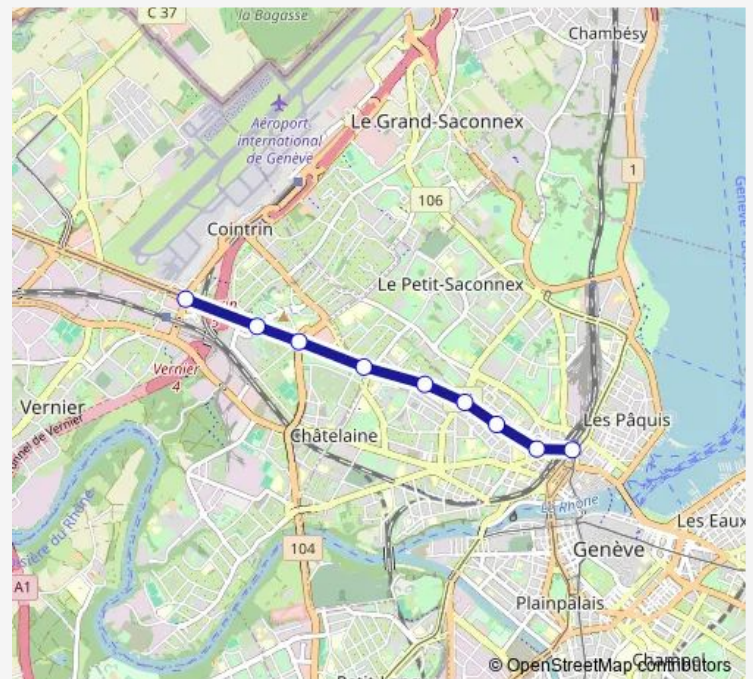 C 37
la Bagasse
Chambésy
Aéroport
international
de Genève
Le Grand-Saconnex
1
106
Cointrin
Le Petit-Saconnex
Vernier
4
Vernier
Châtelaine
Les Pâquis
Le Rhône
Les Eaux
104
Genève
A1
Plainpalais
© OpenStreetMap contributors